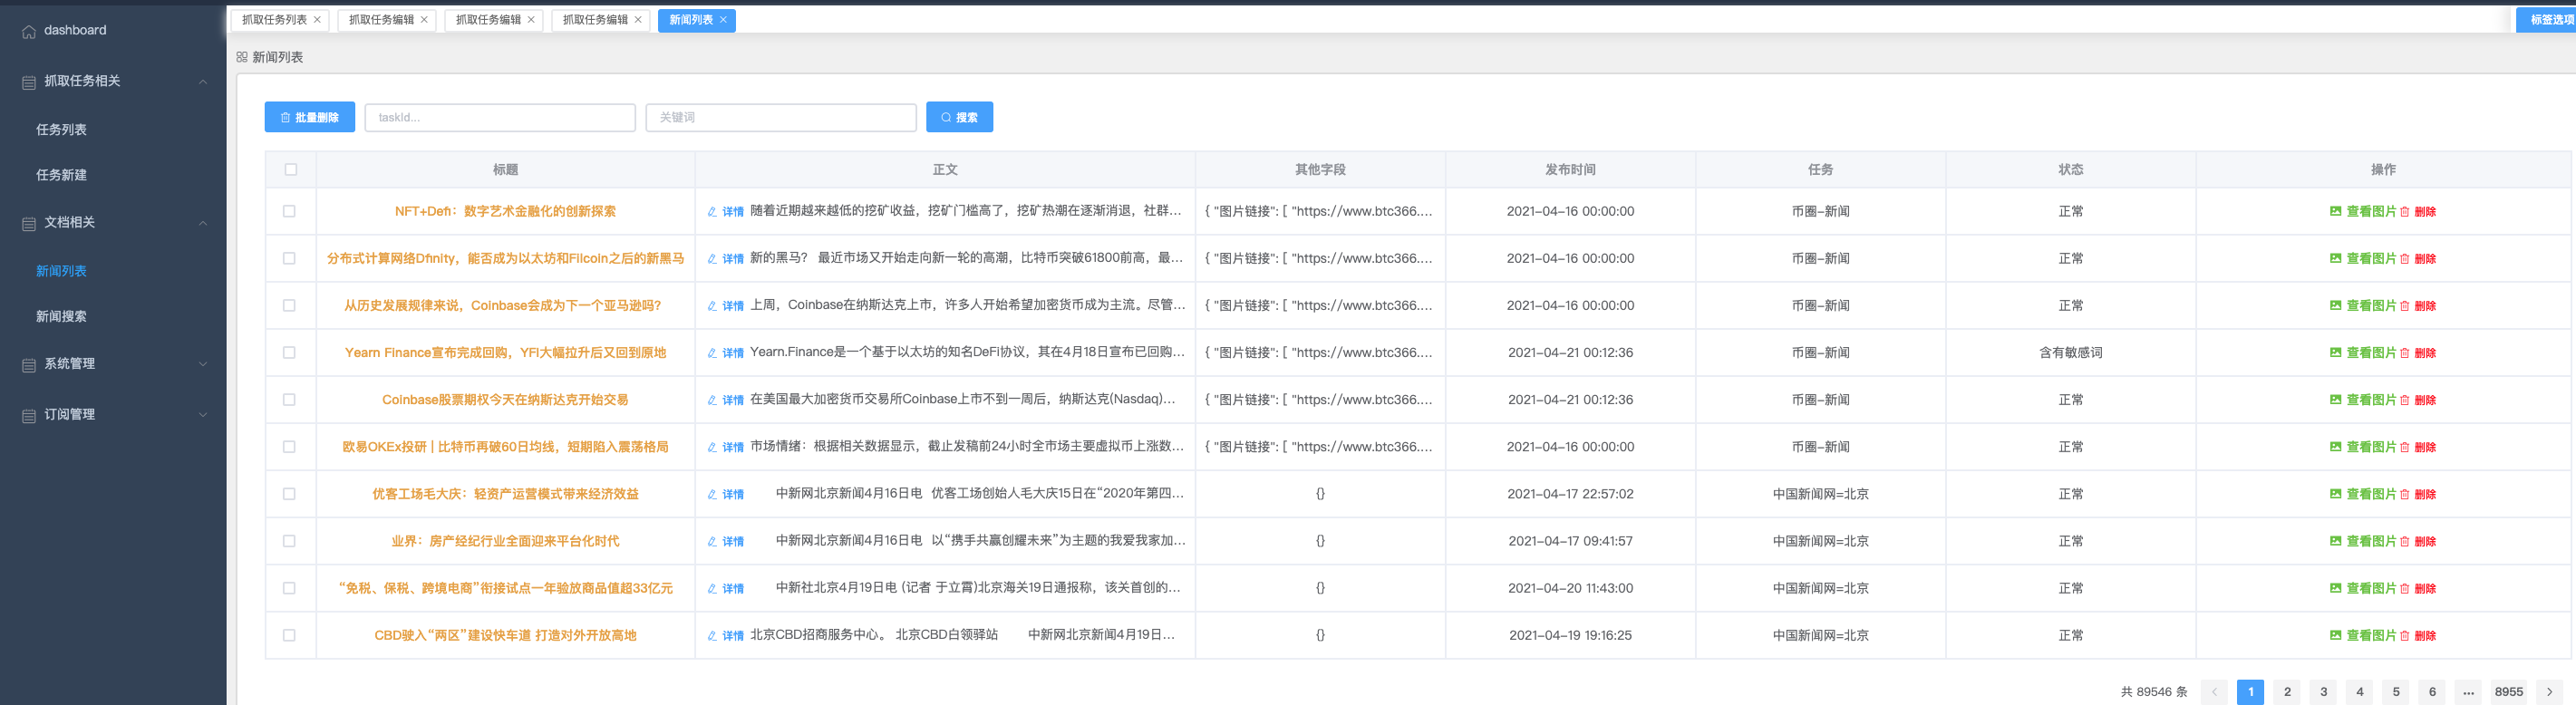 dashboard
抓取任务相关
任务列表
任务新建
文档相关
新闻列表
新闻搜索
系统管理
订阅管理
抓取任务列表 × 抓取任务编辑 × 抓取任务编辑 × 抓取任务编辑 × 新闻列表 × 标签选项
新闻列表
批量删除 taskId... 关键词 搜索
标题 正文 其他字段 发布时间 任务 状态 操作
NFT+Defi：数字艺术金融化的创新探索 详情 随着近期越来越低的挖矿收益，挖矿门槛高了，挖矿热潮在逐渐消退，社群... { "图片链接": [ "https://www.btc366.... 2021-04-16 00:00:00 币圈-新闻 正常 查看图片 删除
分布式计算网络Dfinity，能否成为以太坊和Filcoin之后的新黑马 详情 新的黑马？ 最近市场又开始走向新一轮的高潮，比特币突破61800前高，最... { "图片链接": [ "https://www.btc366.... 2021-04-16 00:00:00 币圈-新闻 正常 查看图片 删除
从历史发展规律来说，Coinbase会成为下一个亚马逊吗？ 详情 上周，Coinbase在纳斯达克上市，许多人开始希望加密货币成为主流。尽管... { "图片链接": [ "https://www.btc366.... 2021-04-16 00:00:00 币圈-新闻 正常 查看图片 删除
Yearn Finance宣布完成回购，YFI大幅拉升后又回到原地 详情 Yearn.Finance是一个基于以太坊的知名DeFi协议，其在4月18日宣布已回购... { "图片链接": [ "https://www.btc366.... 2021-04-21 00:12:36 币圈-新闻 含有敏感词 查看图片 删除
Coinbase股票期权今天在纳斯达克开始交易 详情 在美国最大加密货币交易所Coinbase上市不到一周后，纳斯达克(Nasdaq)... { "图片链接": [ "https://www.btc366.... 2021-04-21 00:12:36 币圈-新闻 正常 查看图片 删除
欧易OKEx投研 | 比特币再破60日均线，短期陷入震荡格局 详情 市场情绪：根据相关数据显示，截止发稿前24小时全市场主要虚拟币上涨数... { "图片链接": [ "https://www.btc366.... 2021-04-16 00:00:00 币圈-新闻 正常 查看图片 删除
优客工场毛大庆：轻资产运营模式带来经济效益 详情 中新网北京新闻4月16日电 优客工场创始人毛大庆15日在“2020年第四... {} 2021-04-17 22:57:02 中国新闻网=北京 正常 查看图片 删除
业界：房产经纪行业全面迎来平台化时代 详情 中新网北京新闻4月16日电 以“携手共赢创耀未来”为主题的我爱我家加... {} 2021-04-17 09:41:57 中国新闻网=北京 正常 查看图片 删除
“免税、保税、跨境电商”衔接试点一年验放商品值超33亿元 详情 中新社北京4月19日电 (记者 于立霄)北京海关19日通报称，该关首创的... {} 2021-04-20 11:43:00 中国新闻网=北京 正常 查看图片 删除
CBD驶入“两区”建设快车道 打造对外开放高地 详情 北京CBD招商服务中心。 北京CBD白领驿站 中新网北京新闻4月19日... {} 2021-04-19 19:16:25 中国新闻网=北京 正常 查看图片 删除
共 89546 条 < 1 2 3 4 5 6 ... 8955 >